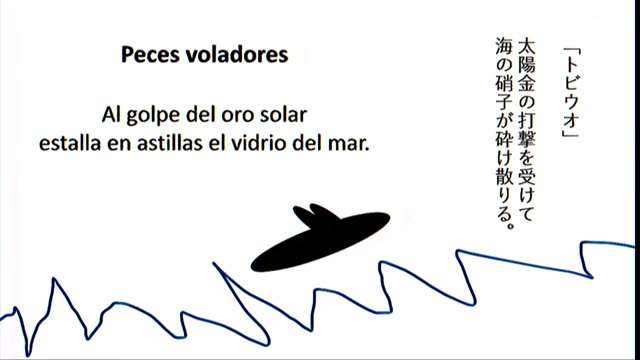 Peces voladores
Al golpe del oro solar
estalla en astillas el vidrio del mar.
「トビウオ」
太陽金の打撃を受けて
海の硝子が砕け散りる。